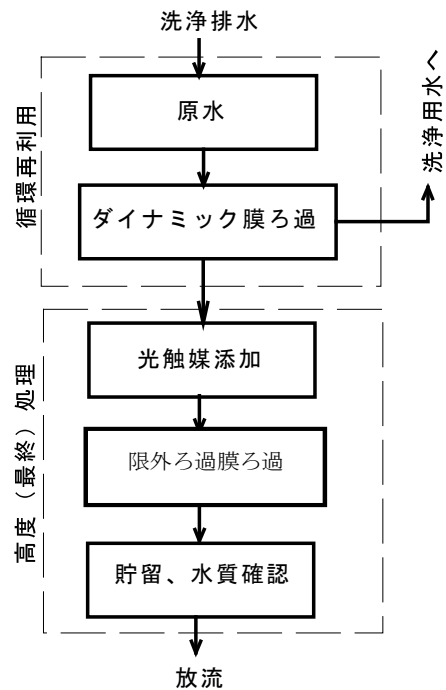 洗浄排水
循環再利用
原水
ダイナミック膜ろ過
洗浄用水へ
高度（最終）処理
光触媒添加
限外ろ過膜ろ過
貯留、水質確認
放流